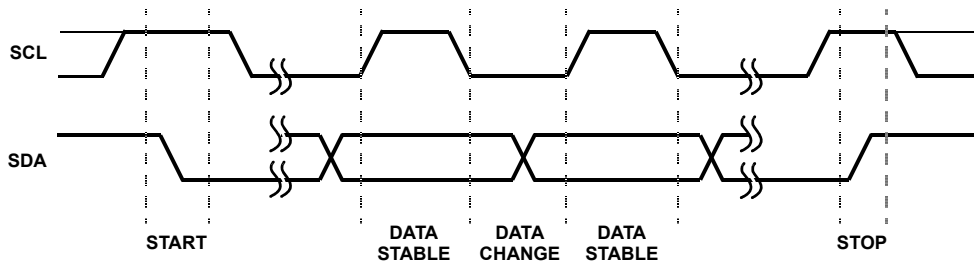 SCL
SDA
START
DATA
STABLE
DATA
CHANGE
DATA
STABLE
STOP